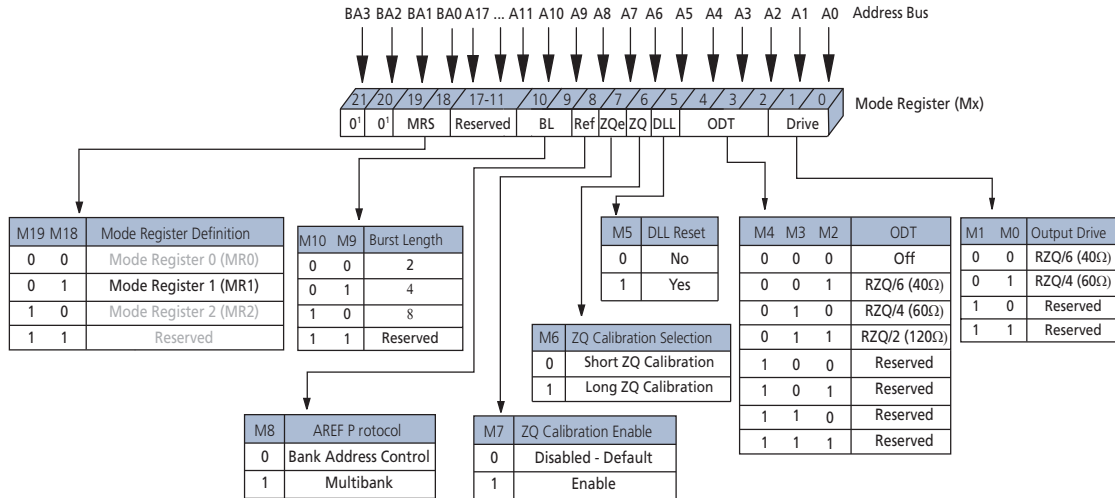 BA3 BA2 BA1 BA0 A17 ... A11 A10 A9 A8 A7 A6 A5 A4 A3 A2 A1 A0 Address Bus
21 20 19 18 17-11 10 9 8 7 6 5 4 3 2 1 0 Mode Register (Mx)
0¹ 0¹ MRS Reserved BL Ref ZQe ZQ DLL ODT Drive
M19 M18 Mode Register Definition
0 0 Mode Register 0 (MR0)
0 1 Mode Register 1 (MR1)
1 0 Mode Register 2 (MR2)
1 1 Reserved
M10 M9 Burst Length
0 0 2
0 1 4
1 0 8
1 1 Reserved
M5 DLL Reset
0 No
1 Yes
M4 M3 M2 ODT
0 0 0 Off
0 0 1 RZQ/6 (40Ω)
0 1 0 RZQ/4 (60Ω)
0 1 1 RZQ/2 (120Ω)
1 0 0 Reserved
1 0 1 Reserved
1 1 0 Reserved
1 1 1 Reserved
M1 M0 Output Drive
0 0 RZQ/6 (40Ω)
0 1 RZQ/4 (60Ω)
1 0 Reserved
1 1 Reserved
M6 ZQ Calibration Selection
0 Short ZQ Calibration
1 Long ZQ Calibration
M8 AREF P rotocol
0 Bank Address Control
1 Multibank
M7 ZQ Calibration Enable
0 Disabled - Default
1 Enable